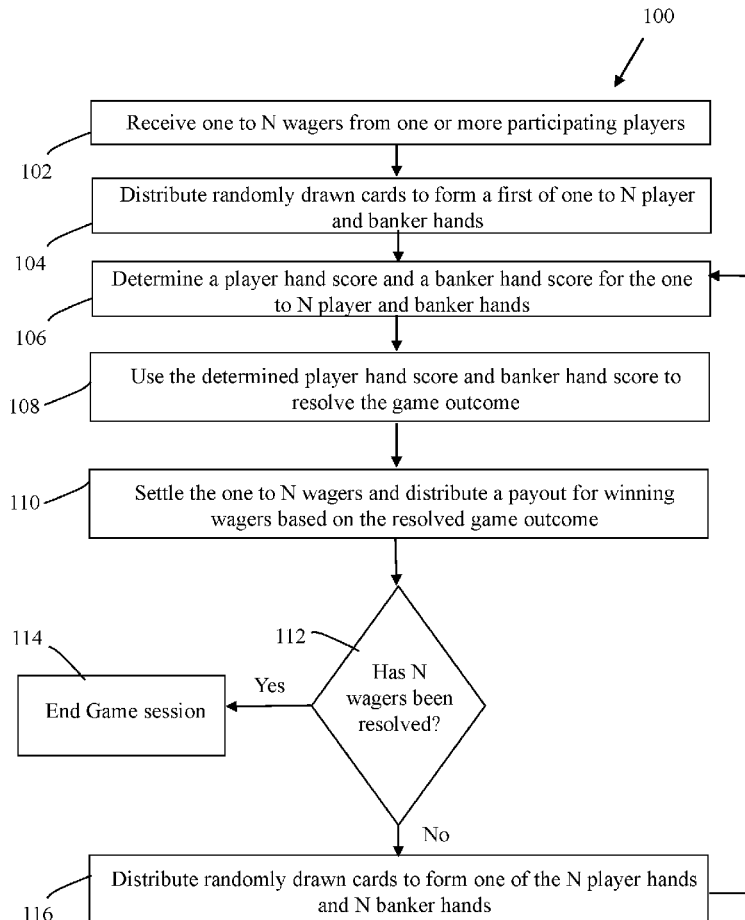 100
Receive one to N wagers from one or more participating players
102
Distribute randomly drawn cards to form a first of one to N player
and banker hands
104
Determine a player hand score and a banker hand score for the one
to N player and banker hands
106
Use the determined player hand score and banker hand score to
resolve the game outcome
108
Settle the one to N wagers and distribute a payout for winning
wagers based on the resolved game outcome
110
112
Has N
wagers been
resolved?
114
Yes
End Game session
No
Distribute randomly drawn cards to form one of the N player hands
and N banker hands
116